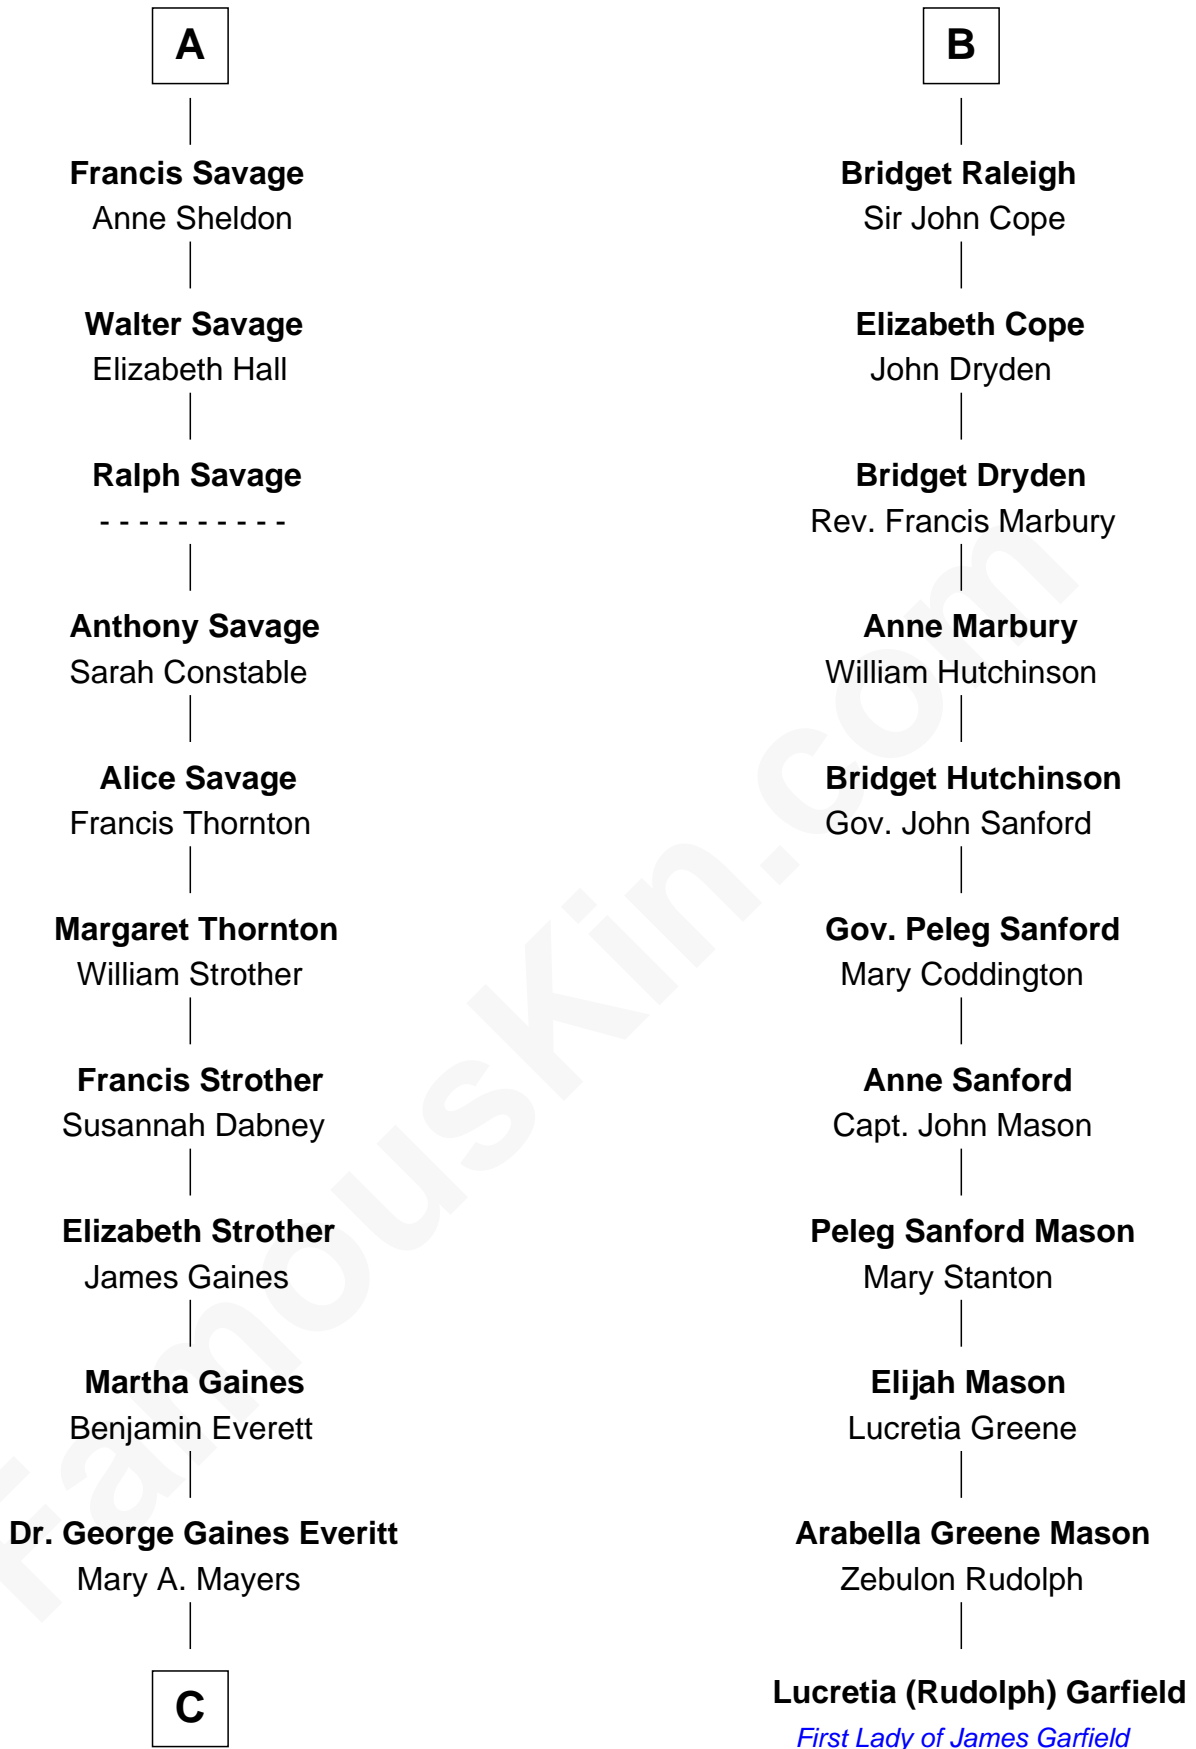 A
Francis Savage
Anne Sheldon
Walter Savage
Elizabeth Hall
Ralph Savage
- - - - - - - - - -
Anthony Savage
Sarah Constable
Alice Savage
Francis Thornton
Margaret Thornton
William Strother
Francis Strother
Susannah Dabney
Elizabeth Strother
James Gaines
Martha Gaines
Benjamin Everett
Dr. George Gaines Everitt
Mary A. Mayers
C
B
Bridget Raleigh
Sir John Cope
Elizabeth Cope
John Dryden
Bridget Dryden
Rev. Francis Marbury
Anne Marbury
William Hutchinson
Bridget Hutchinson
Gov. John Sanford
Gov. Peleg Sanford
Mary Coddington
Anne Sanford
Capt. John Mason
Peleg Sanford Mason
Mary Stanton
Elijah Mason
Lucretia Greene
Arabella Greene Mason
Zebulon Rudolph
Lucretia (Rudolph) Garfield
First Lady of James Garfield
FamousKin.com